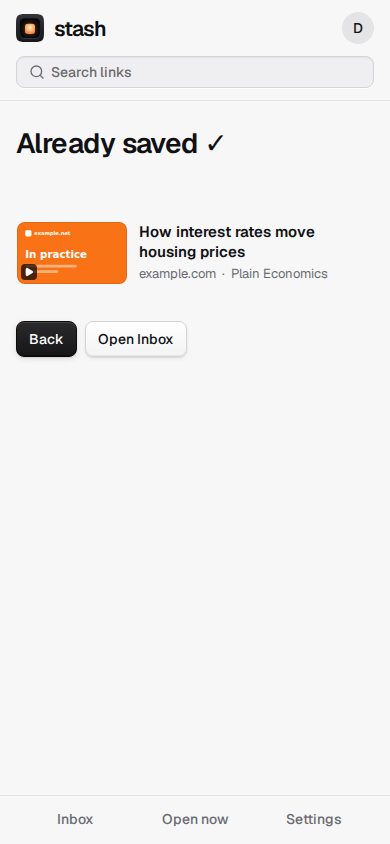 stash
D
Search links
Already saved ✓
example.net
In practice
How interest rates move
housing prices
example.com · Plain Economics
Back
Open Inbox
Inbox
Open now
Settings